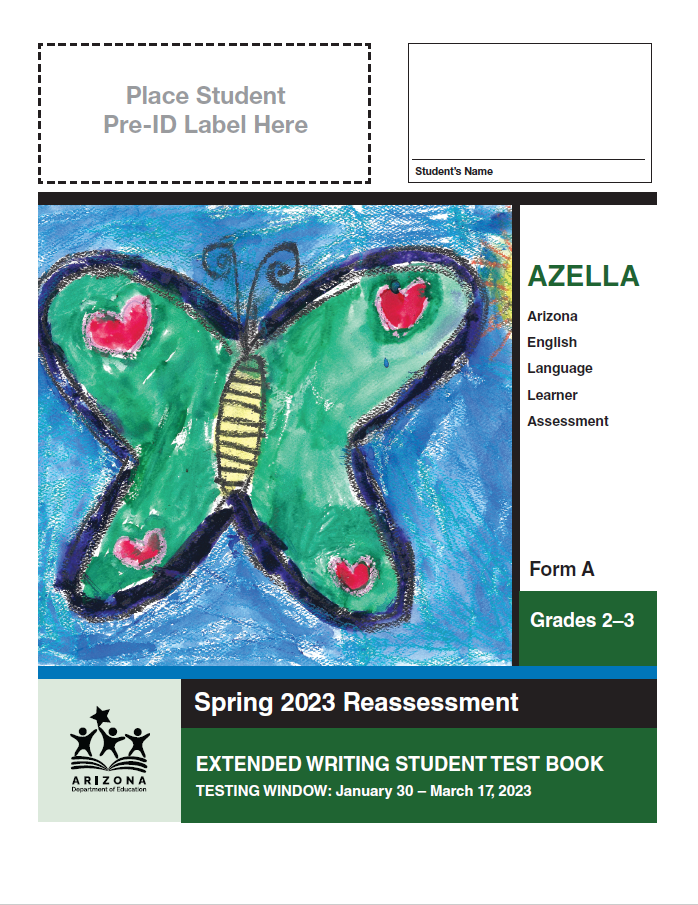 Place Student
Pre-ID Label Here
Student's Name
AZELLA
Arizona
English
Language
Learner
Assessment
Form A
Grades 2–3
Spring 2023 Reassessment
EXTENDED WRITING STUDENT TEST BOOK
TESTING WINDOW: January 30 – March 17, 2023
ARIZONA
Department of Education